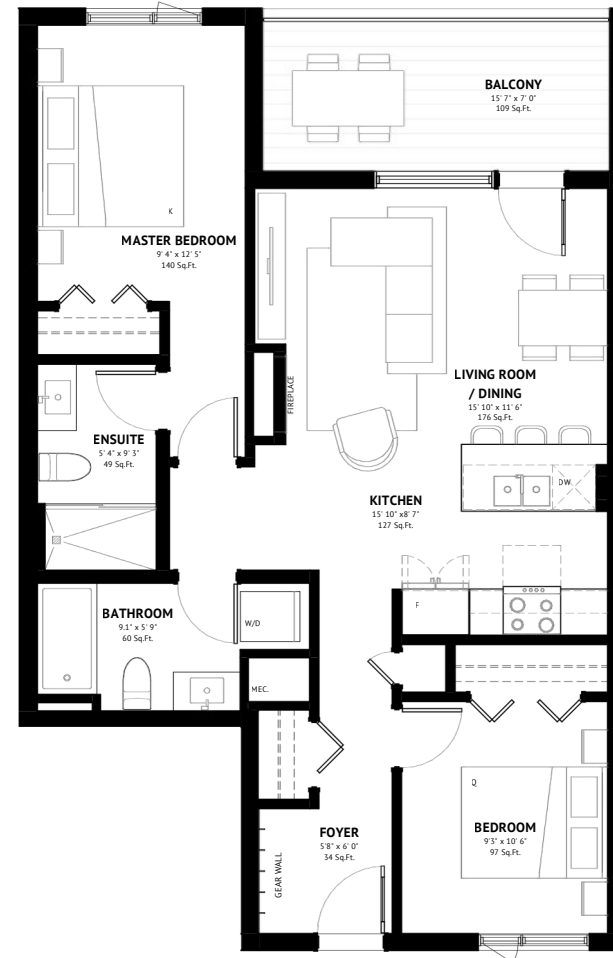 BALCONY
15' 7" x 7' 0"
109 Sq.Ft.
K
MASTER BEDROOM
9' 4" x 12' 5"
140 Sq.Ft.
FIREPLACE
LIVING ROOM
/ DINING
15' 10" x 11' 6"
176 Sq.Ft.
ENSUITE
5' 4" x 9' 3"
49 Sq.Ft.
DW
KITCHEN
15' 10" x8' 7"
127 Sq.Ft.
F
BATHROOM
9.1" x 5' 9"
60 Sq.Ft.
W/D
MEC.
Q
FOYER
5'8" x 6' 0"
34 Sq.Ft.
GEAR WALL
BEDROOM
9'3" x 10' 6"
97 Sq.Ft.